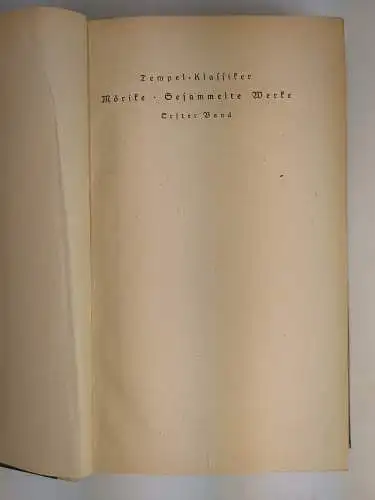 Tempel-Klassiker
Mörike · Gesammelte Werke
Erster Band